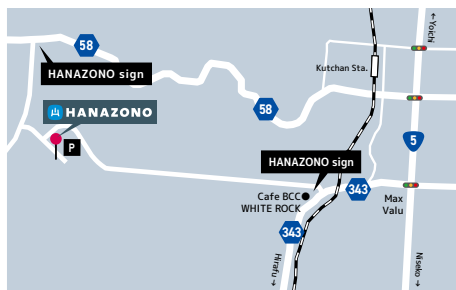 ← Yoichi
58
HANAZONO sign
Kutchan Sta.
HANAZONO
58
P
5
HANAZONO sign
343
Cafe BCC
WHITE ROCK
Max
Valu
343
Hirafu →
Niseko →